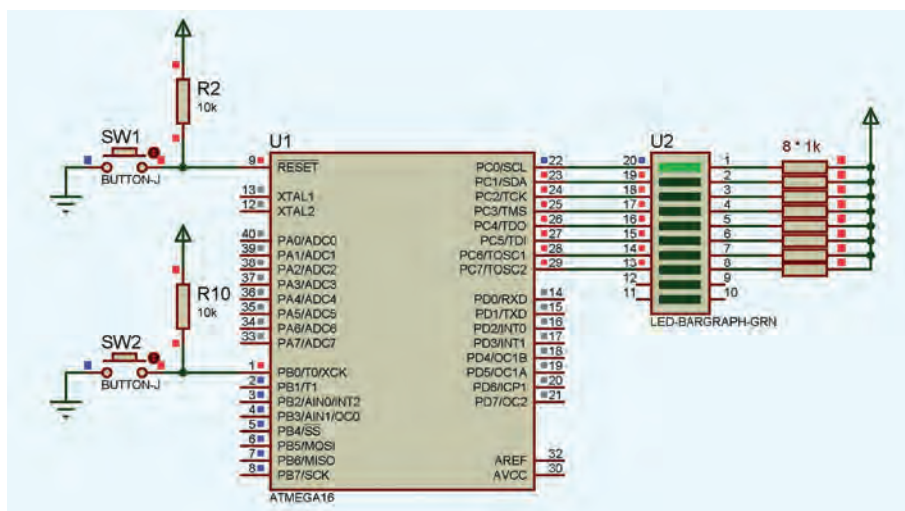 R2
10k
SW1
BUTTON-J
R10
10k
SW2
BUTTON-J
U1
9 RESET
13 XTAL1
12 XTAL2
40 PA0/ADC0
39 PA1/ADC1
38 PA2/ADC2
37 PA3/ADC3
36 PA4/ADC4
35 PA5/ADC5
34 PA6/ADC6
33 PA7/ADC7
1 PB0/T0/XCK
2 PB1/T1
3 PB2/AIN0/INT2
4 PB3/AIN1/OC0
5 PB4/SS
6 PB5/MOSI
7 PB6/MISO
8 PB7/SCK
PC0/SCL 22
PC1/SDA 23
PC2/TCK 24
PC3/TMS 25
PC4/TDO 26
PC5/TDI 27
PC6/TOSC1 28
PC7/TOSC2 29
PD0/RXD 14
PD1/TXD 15
PD2/INT0 16
PD3/INT1 17
PD4/OC1B 18
PD5/OC1A 19
PD6/ICP1 20
PD7/OC2 21
AREF 32
AVCC 30
ATMEGA16
U2
20 1
19 2
18 3
17 4
16 5
15 6
14 7
13 8
12 9
11 10
LED-BARGRAPH-GRN
8 * 1k